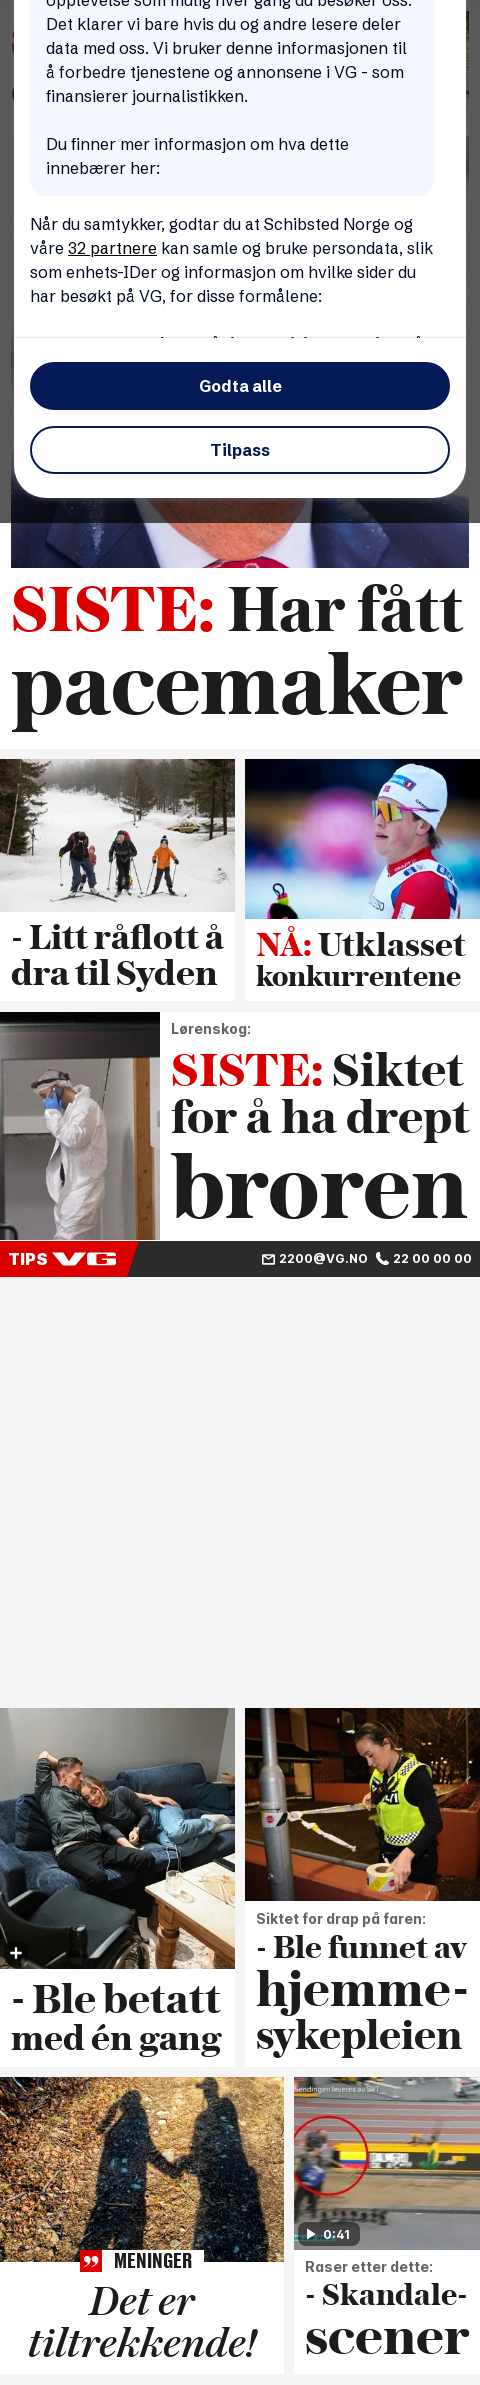 Det klarer vi bare hvis du og andre lesere deler
data med oss. Vi bruker denne informasjonen til
å forbedre tjenestene og annonsene i VG - som
finansierer journalistikken.
Du finner mer informasjon om hva dette
innebærer her:
Når du samtykker, godtar du at Schibsted Norge og
våre 32 partnere kan samle og bruke persondata, slik
som enhets-IDer og informasjon om hvilke sider du
har besøkt på VG, for disse formålene:
Godta alle
Tilpass
SISTE: Har fått
pacemaker
- Litt råflott å
dra til Syden
NÅ: Utklasset
konkurrentene
Lørenskog:
SISTE: Siktet
for å ha drept
broren
TIPS VG
2200@VG.NO 22 00 00 00
- Ble betatt
med én gang
Siktet for drap på faren:
- Ble funnet av
hjemme-
sykepleien
MENINGER
Det er
tiltrekkende!
Sendingen leveres av SVT
0:41
Raser etter dette:
- Skandale-
scener